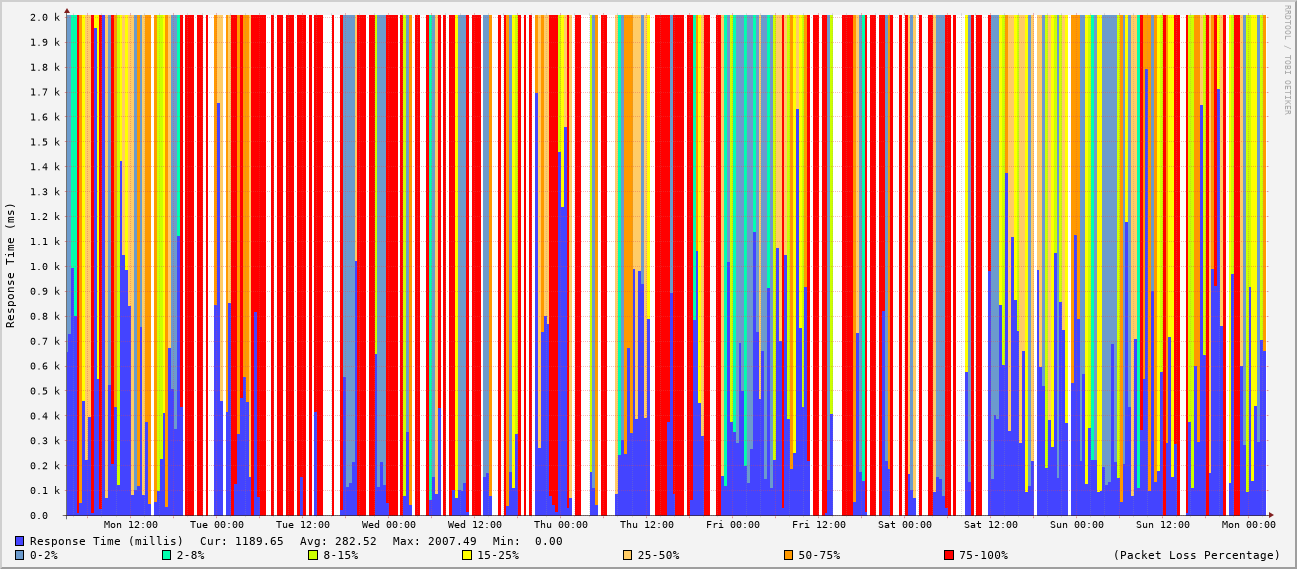 RRDTOOL / TOBI OETIKER
Response Time (ms)
2.0 k
1.9 k
1.8 k
1.7 k
1.6 k
1.5 k
1.4 k
1.3 k
1.2 k
1.1 k
1.0 k
0.9 k
0.8 k
0.7 k
0.6 k
0.5 k
0.4 k
0.3 k
0.2 k
0.1 k
0.0
Mon 12:00 Tue 00:00 Tue 12:00 Wed 00:00 Wed 12:00 Thu 00:00 Thu 12:00 Fri 00:00 Fri 12:00 Sat 00:00 Sat 12:00 Sun 00:00 Sun 12:00 Mon 00:00
Response Time (millis) Cur: 1189.65 Avg: 282.52 Max: 2007.49 Min: 0.00
0-2% 2-8% 8-15% 15-25% 25-50% 50-75% 75-100% (Packet Loss Percentage)